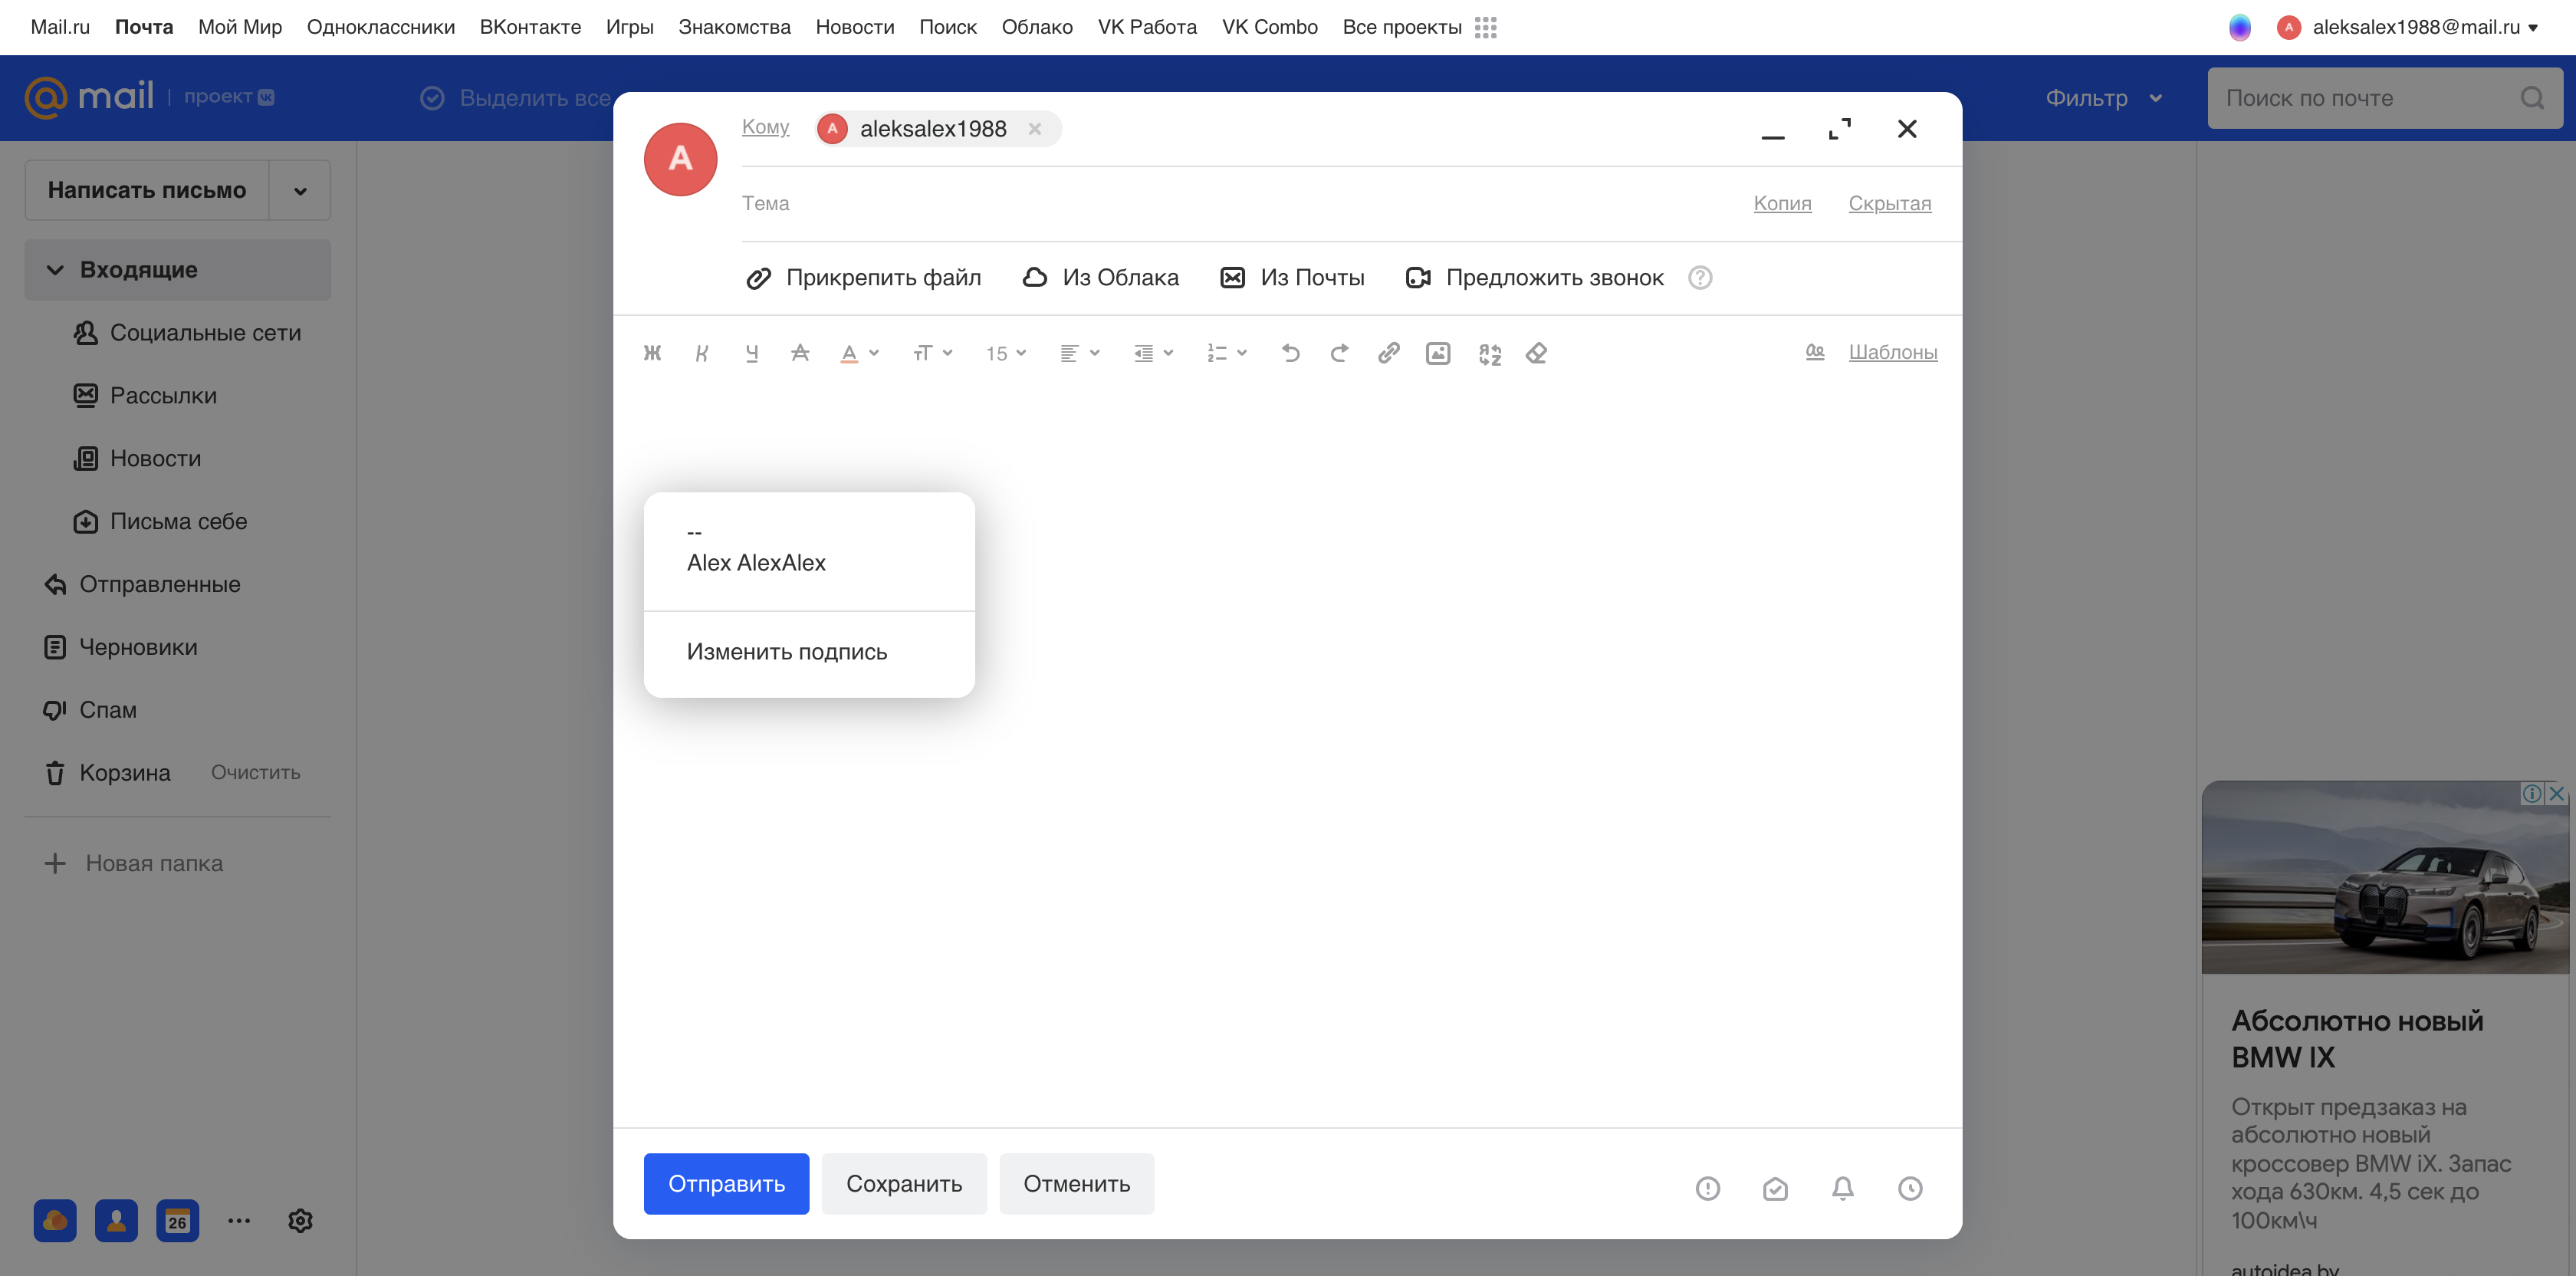 Mail.ru Почта Мой Мир Одноклассники ВКонтакте Игры Знакомства Новости Поиск Облако VK Работа VK Combo Все проекты
A aleksalex1988@mail.ru
@mail проект
Выделить все
Фильтр
Поиск по почте
Написать письмо
Входящие
Социальные сети
Рассылки
Новости
Письма себе
Отправленные
Черновики
Спам
Корзина Очистить
Новая папка
26
A
Кому A aleksalex1988
Тема Копия Скрытая
Прикрепить файл Из Облака Из Почты Предложить звонок
Ж К Ч A A тT 15 Шаблоны
--
Alex AlexAlex
Изменить подпись
Отправить Сохранить Отменить
Абсолютно новый
BMW IX
Открыт предзаказ на
абсолютно новый
кроссовер BMW iX. Запас
хода 630км. 4,5 сек до
100км\ч
autoidea.by